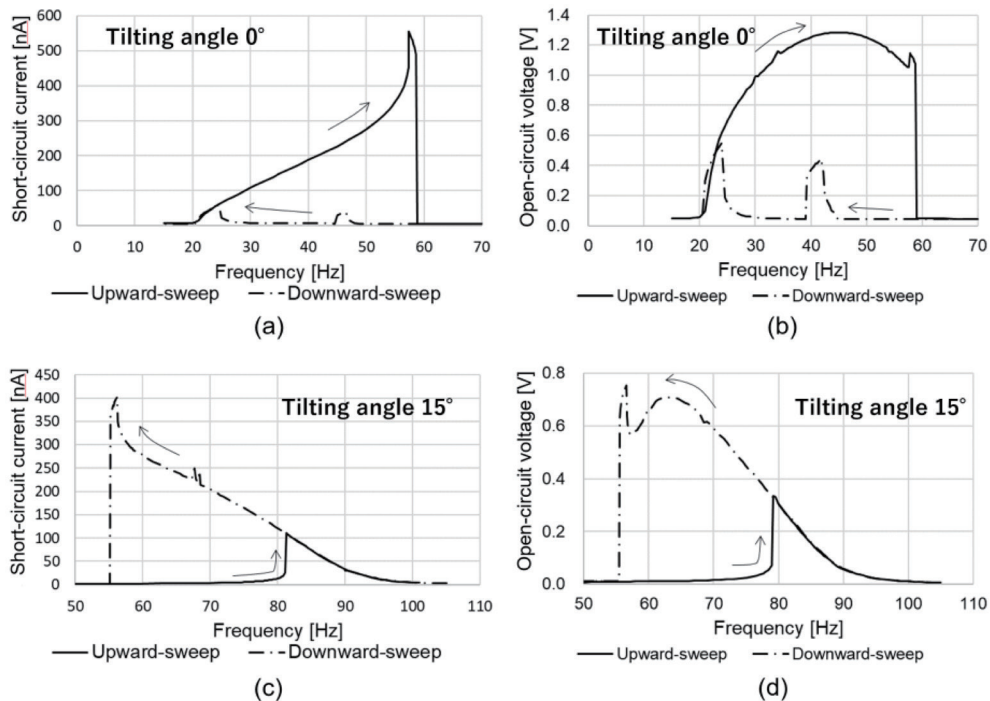 Short-circuit current [nA]
600
500
400
300
200
100
0
Tilting angle 0°
0 10 20 30 40 50 60 70
Frequency [Hz]
Upward-sweep Downward-sweep
(a)
Open-circuit voltage [V]
1.4
1.2
1.0
0.8
0.6
0.4
0.2
0.0
Tilting angle 0°
0 10 20 30 40 50 60 70
Frequency [Hz]
Upward-sweep Downward-sweep
(b)
Short-circuit current [nA]
450
400
350
300
250
200
150
100
50
0
Tilting angle 15°
50 60 70 80 90 100 110
Frequency [Hz]
Upward-sweep Downward-sweep
(c)
Open-circuit voltage [V]
0.8
0.6
0.4
0.2
0.0
Tilting angle 15°
50 60 70 80 90 100 110
Frequency [Hz]
Upward-sweep Downward-sweep
(d)